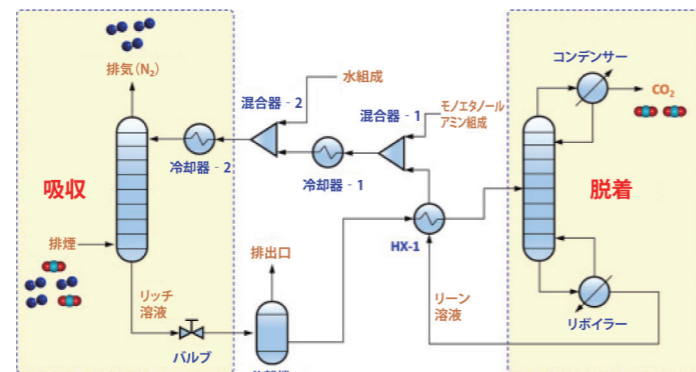 排気(N₂)
吸収
排煙
リッチ
溶液
バルブ
冷却器 - 2
混合器 - 2
水組成
冷却器 - 1
混合器 - 1
モノエタノール
アミン組成
HX-1
排出口
リーン
溶液
コンデンサー
CO₂
脱着
リボイラー